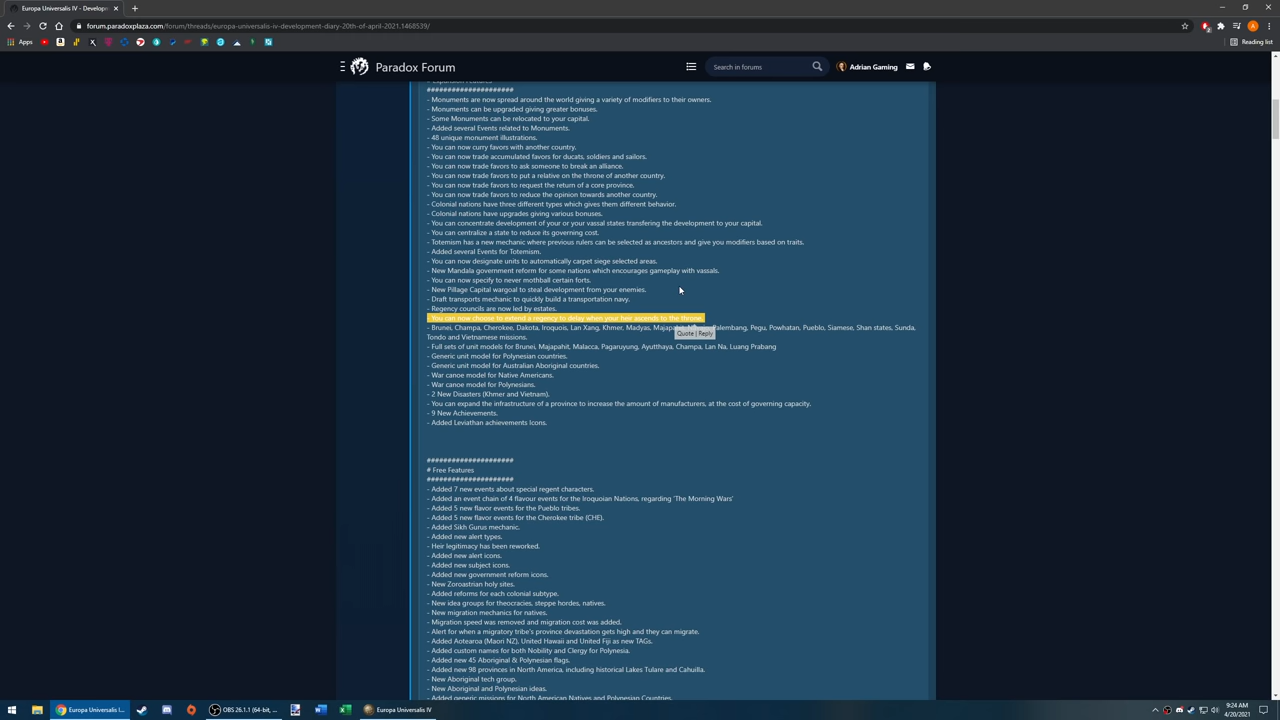 Europa Universalis IV - Develop
forum.paradoxplaza.com/forum/threads/europa-universalis-iv-development-diary-20th-of-april-2021.1468539/
Apps
Reading list
Paradox Forum
Search in forums
Adrian Gaming
# Expansion Features
#####################
- Monuments are now spread around the world giving a variety of modifiers to their owners.
- Monuments can be upgraded giving greater bonuses.
- Some Monuments can be relocated to your capital.
- Added several Events related to Monuments.
- 48 unique monument illustrations.
- You can now curry favors with another country.
- You can now trade accumulated favors for ducats, soldiers and sailors.
- You can now trade favors to ask someone to break an alliance.
- You can now trade favors to put a relative on the throne of another country.
- You can now trade favors to request the return of a core province.
- You can now trade favors to reduce the opinion towards another country.
- Colonial nations have three different types which gives them different behavior.
- Colonial nations have upgrades giving various bonuses.
- You can concentrate development of your or your vassal states transfering the development to your capital.
- You can centralize a state to reduce its governing cost.
- Totemism has a new mechanic where previous rulers can be selected as ancestors and give you modifiers based on traits.
- Added several Events for Totemism.
- You can now designate units to automatically carpet siege selected areas.
- New Mandala government reform for some nations which encourages gameplay with vassals.
- You can now specify to never mothball certain forts.
- New Pillage Capital wargoal to steal development from your enemies.
- Draft transports mechanic to quickly build a transportation navy.
- Regency councils are now led by estates.
- You can now choose to extend a regency to delay when your heir ascends to the throne.
- Brunei, Champa, Cherokee, Dakota, Iroquois, Lan Xang, Khmer, Madyas, Majapahit, Palembang, Pegu, Powhatan, Pueblo, Siamese, Shan states, Sunda,
Quote | Reply
Tondo and Vietnamese missions.
- Full sets of unit models for Brunei, Majapahit, Malacca, Pagaruyung, Ayutthaya, Champa, Lan Na, Luang Prabang
- Generic unit model for Polynesian countries.
- Generic unit model for Australian Aboriginal countries.
- War canoe model for Native Americans.
- War canoe model for Polynesians.
- 2 New Disasters (Khmer and Vietnam).
- You can expand the infrastructure of a province to increase the amount of manufacturers, at the cost of governing capacity.
- 9 New Achievements.
- Added Leviathan achievements Icons.
#####################
# Free Features
#####################
- Added 7 new events about special regent characters.
- Added an event chain of 4 flavour events for the Iroquoian Nations, regarding 'The Morning Wars'
- Added 5 new flavor events for the Pueblo tribes.
- Added 5 new flavor events for the Cherokee tribe (CHE).
- Added Sikh Gurus mechanic.
- Added new alert types.
- Heir legitimacy has been reworked.
- Added new alert icons.
- Added new subject icons.
- Added new government reform icons.
- New Zoroastrian holy sites.
- Added reforms for each colonial subtype.
- New idea groups for theocracies, steppe hordes, natives.
- New migration mechanics for natives.
- Migration speed was removed and migration cost was added.
- Alert for when a migratory tribe's province devastation gets high and they can migrate.
- Added Aotearoa (Maori NZ), United Hawaii and United Fiji as new TAGs.
- Added custom names for both Nobility and Clergy for Polynesia.
- Added new 45 Aboriginal & Polynesian flags.
- Added new 98 provinces in North America, including historical Lakes Tulare and Cahuilla.
- New Aboriginal tech group.
- New Aboriginal and Polynesian ideas.
- Added generic missions for North American Natives and Polynesian Countries.
Europa Universalis I...
OBS 26.1.1 (64-bit, ...
Europa Universalis IV
9:24 AM
4/20/2021